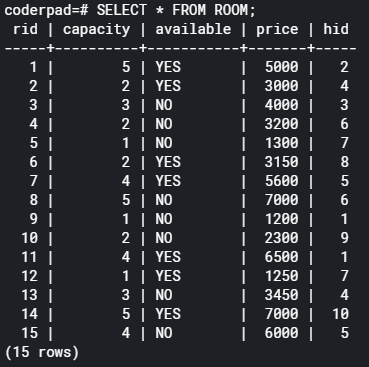 coderpad=# SELECT * FROM ROOM;
 rid | capacity | available | price | hid
-----+----------+-----------+-------+-----
   1 |        5 | YES       |  5000 |   2
   2 |        2 | YES       |  3000 |   4
   3 |        3 | NO        |  4000 |   3
   4 |        2 | NO        |  3200 |   6
   5 |        1 | NO        |  1300 |   7
   6 |        2 | YES       |  3150 |   8
   7 |        4 | YES       |  5600 |   5
   8 |        5 | NO        |  7000 |   6
   9 |        1 | NO        |  1200 |   1
  10 |        2 | NO        |  2300 |   9
  11 |        4 | YES       |  6500 |   1
  12 |        1 | YES       |  1250 |   7
  13 |        3 | NO        |  3450 |   4
  14 |        5 | YES       |  7000 |  10
  15 |        4 | NO        |  6000 |   5
(15 rows)